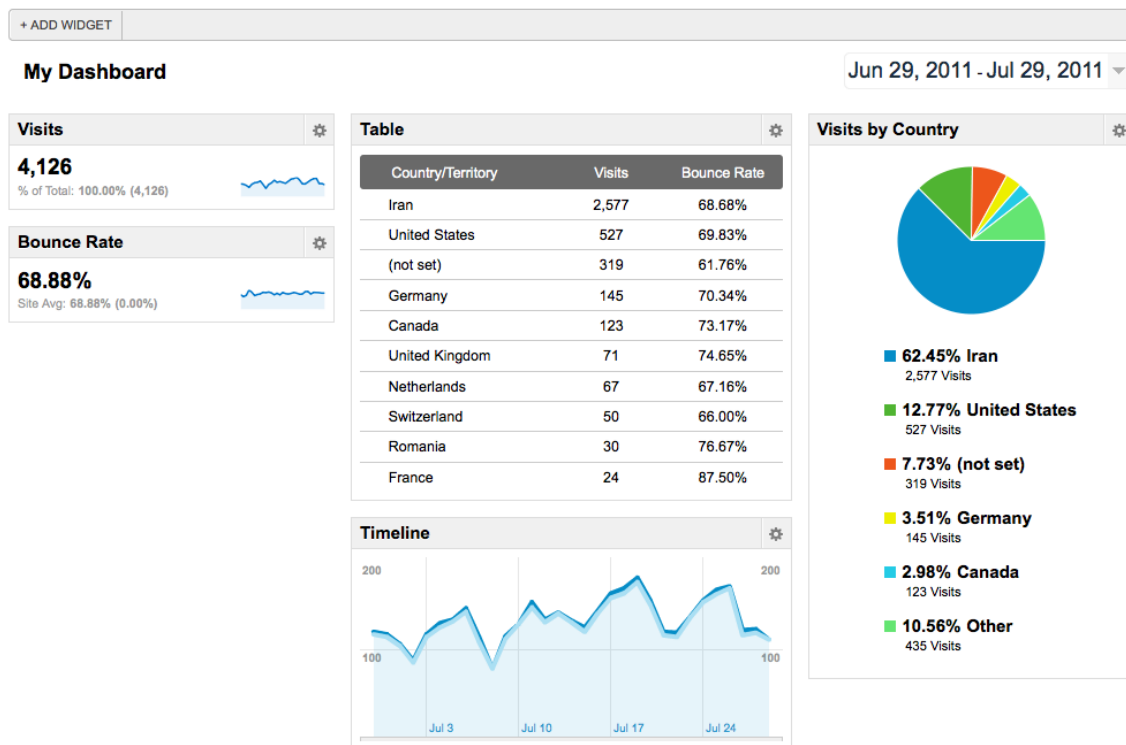 + ADD WIDGET
My Dashboard
Jun 29, 2011 - Jul 29, 2011
Visits
4,126
% of Total: 100.00% (4,126)
Bounce Rate
68.88%
Site Avg: 68.88% (0.00%)
Table
Country/Territory Visits Bounce Rate
Iran 2,577 68.68%
United States 527 69.83%
(not set) 319 61.76%
Germany 145 70.34%
Canada 123 73.17%
United Kingdom 71 74.65%
Netherlands 67 67.16%
Switzerland 50 66.00%
Romania 30 76.67%
France 24 87.50%
Timeline
200 200
100 100
Jul 3 Jul 10 Jul 17 Jul 24
Visits by Country
62.45% Iran
2,577 Visits
12.77% United States
527 Visits
7.73% (not set)
319 Visits
3.51% Germany
145 Visits
2.98% Canada
123 Visits
10.56% Other
435 Visits